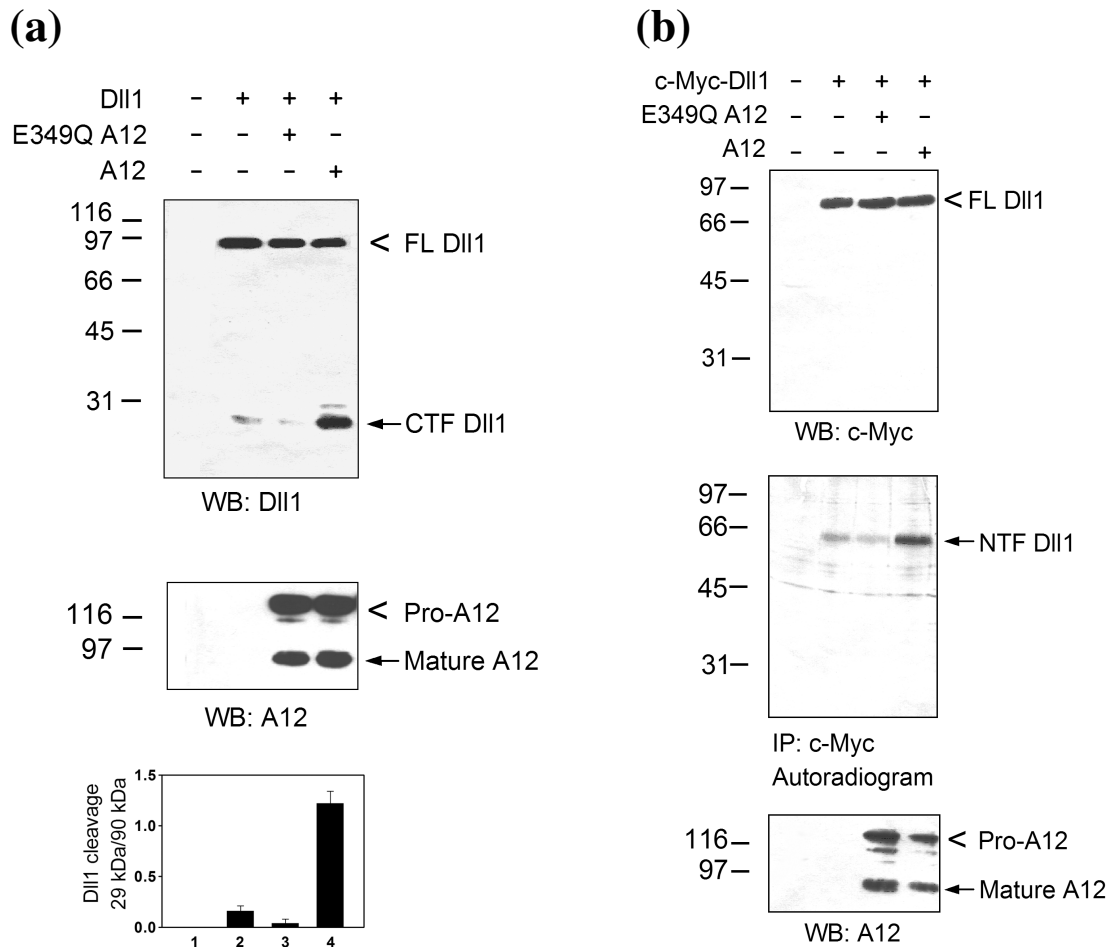 (a)
Dll1 – + + +
E349Q A12 – – + –
A12 – – – +
116
97
66
45
31
< FL Dll1
CTF Dll1
WB: Dll1
116
97
< Pro-A12
Mature A12
WB: A12
Dll1 cleavage
29 kDa/90 kDa
1.5
1.0
0.5
0.0
1 2 3 4
(b)
c-Myc-Dll1 – + + +
E349Q A12 – – + –
A12 – – – +
97
66
45
31
< FL Dll1
WB: c-Myc
97
66
45
31
NTF Dll1
IP: c-Myc
Autoradiogram
116
97
< Pro-A12
Mature A12
WB: A12